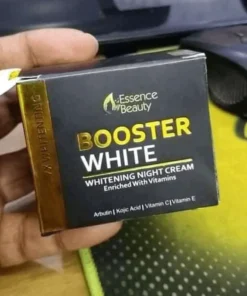 Essence
Beauty
BOOSTER
WHITE
WHITENING NIGHT CREAM
Enriched With Vitamins
Arbutin | Kojic Acid | Vitamin C | Vitamin E